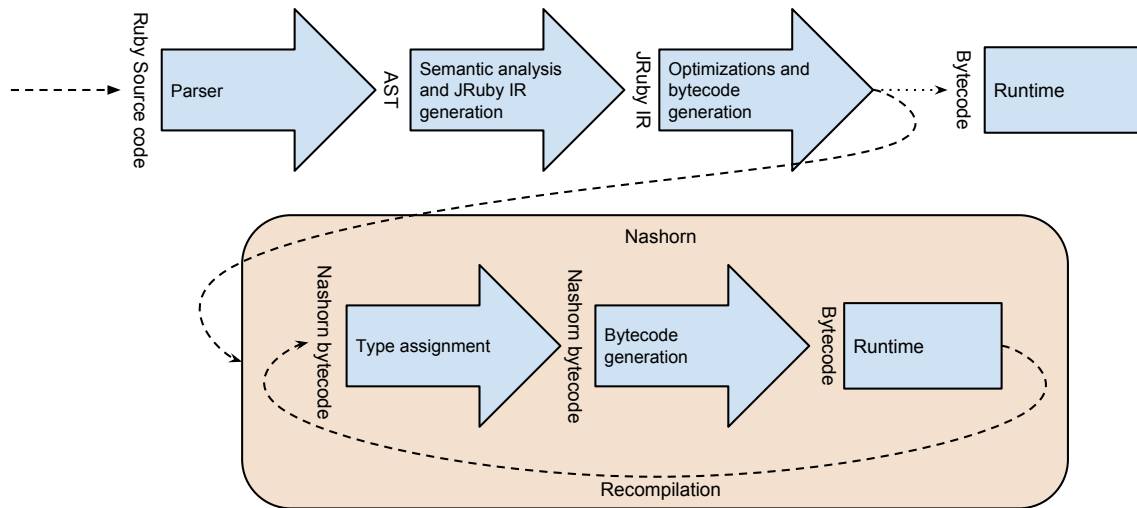 Ruby Source code
Parser
AST
Semantic analysis
and JRuby IR
generation
JRuby IR
Optimizations and
bytecode
generation
Bytecode
Runtime
Nashorn
Nashorn bytecode
Type assignment
Nashorn bytecode
Bytecode
generation
Bytecode
Runtime
Recompilation